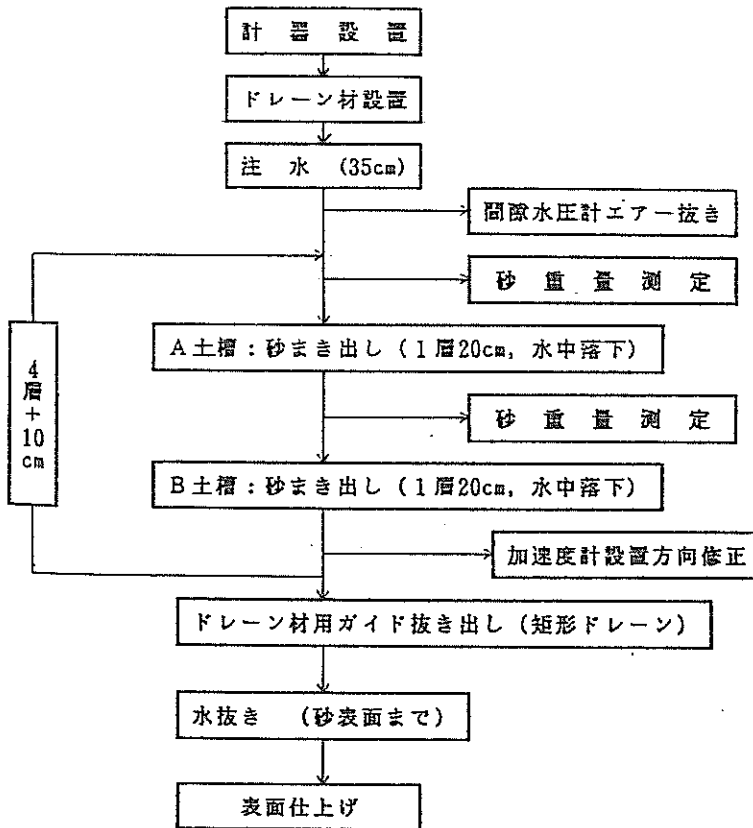 計器設置
ドレーン材設置
注水 (35cm)
間隙水圧計エアー抜き
砂重量測定
A土槽:砂まき出し(1層20cm, 水中落下)
4層+10cm
砂重量測定
B土槽:砂まき出し(1層20cm, 水中落下)
加速度計設置方向修正
ドレーン材用ガイド抜き出し(矩形ドレーン)
水抜き (砂表面まで)
表面仕上げ